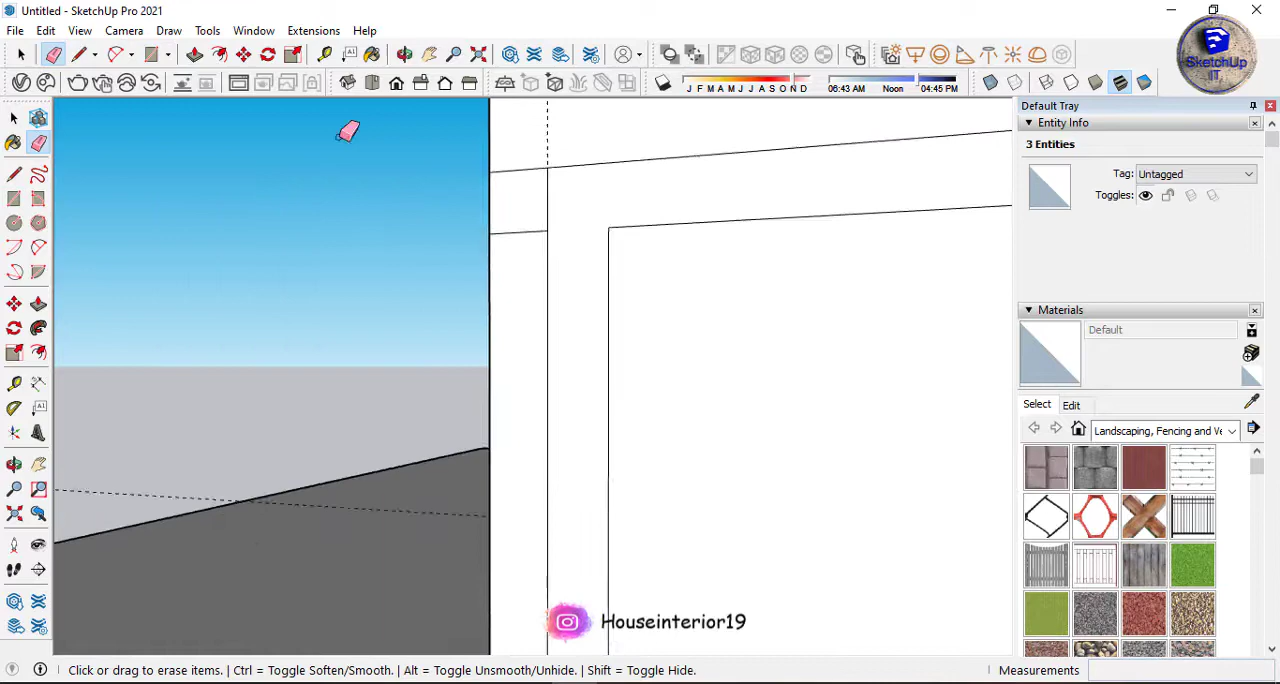 Untitled - SketchUp Pro 2021
File Edit View Camera Draw Tools Window Extensions Help
J F M A M J J A S O N D 06:43 AM Noon 04:45 PM
SketchUp
IT
Default Tray
Entity Info
3 Entities
Tag: Untagged
Toggles:
Materials
Default
Select Edit
Landscaping, Fencing and Ve
Houseinterior19
Click or drag to erase items. | Ctrl = Toggle Soften/Smooth. | Alt = Toggle Unsmooth/Unhide. | Shift = Toggle Hide. Measurements